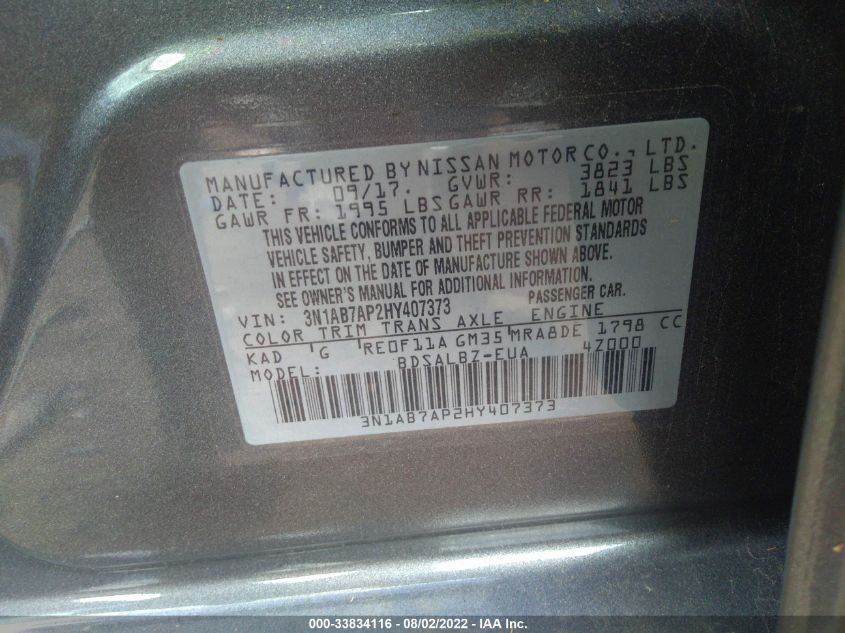 MANUFACTURED BY NISSAN MOTOR CO., LTD.
DATE: 09/17. GVWR: 3823 LBS
GAWR FR: 1995 LBS GAWR RR: 1841 LBS
THIS VEHICLE CONFORMS TO ALL APPLICABLE FEDERAL MOTOR
VEHICLE SAFETY, BUMPER AND THEFT PREVENTION STANDARDS
IN EFFECT ON THE DATE OF MANUFACTURE SHOWN ABOVE.
SEE OWNER'S MANUAL FOR ADDITIONAL INFORMATION.
VIN: 3N1AB7AP2HY407373 PASSENGER CAR.
COLOR TRIM TRANS AXLE ENGINE
KAD G RE0F11A GM35 MRA8DE 1798 CC
MODEL: BDSALBZ-EUA 4Z000
3N1AB7AP2HY407373
000-33834116 - 08/02/2022 - IAA Inc.